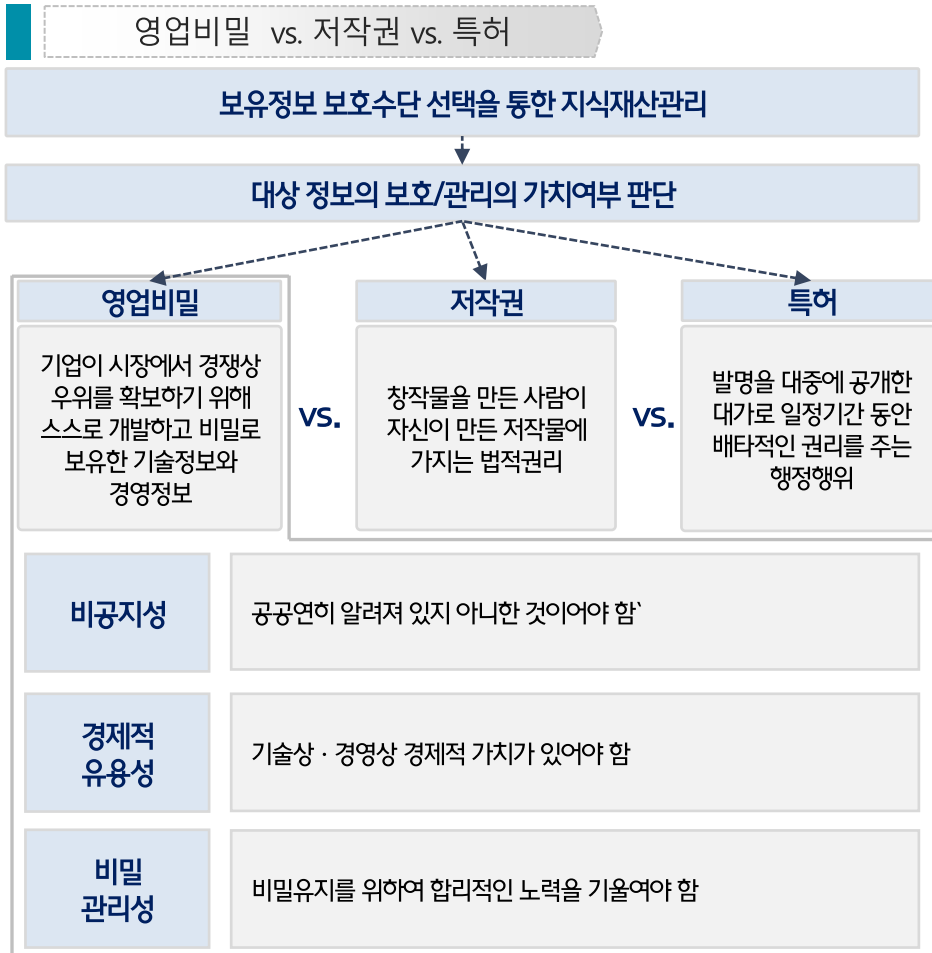 영업비밀 vs. 저작권 vs. 특허
보유정보 보호수단 선택을 통한 지식재산관리
대상 정보의 보호/관리의 가치여부 판단
영업비밀
기업이 시장에서 경쟁상
우위를 확보하기 위해
스스로 개발하고 비밀로
보유한 기술정보와
경영정보
vs.
저작권
창작물을 만든 사람이
자신이 만든 저작물에
가지는 법적권리
vs.
특허
발명을 대중에 공개한
대가로 일정기간 동안
배타적인 권리를 주는
행정행위
비공지성
공공연히 알려져 있지 아니한 것이어야 함`
경제적
유용성
기술상 · 경영상 경제적 가치가 있어야 함
비밀
관리성
비밀유지를 위하여 합리적인 노력을 기울여야 함